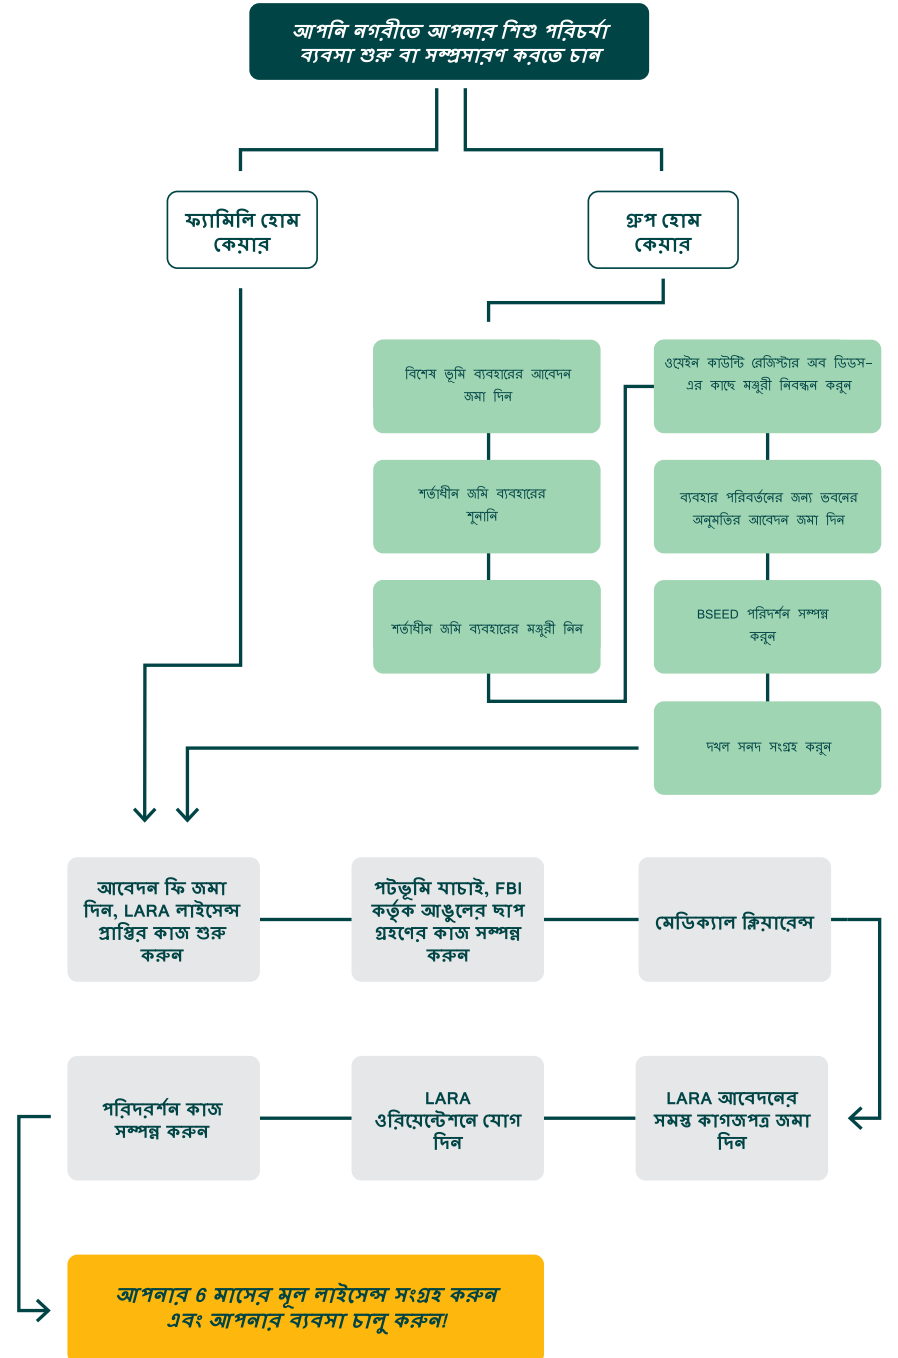 আপনি নগরীতে আপনার শিশু পরিচর্যা
ব্যবসা শুরু বা সম্প্রসারণ করতে চান
ফ্যামিলি হোম
কেয়ার
গ্রুপ হোম
কেয়ার
বিশেষ ভূমি ব্যবহারের আবেদন
জমা দিন
শর্তাধীন জমি ব্যবহারের
শুনানি
শর্তাধীন জমি ব্যবহারের মঞ্জুরী নিন
ওয়েইন কাউন্টি রেজিস্টার অব ডিডস-
এর কাছে মঞ্জুরী নিবন্ধন করুন
ব্যবহার পরিবর্তনের জন্য ভবনের
অনুমতির আবেদন জমা দিন
BSEED পরিদর্শন সম্পন্ন
করুন
দখল সনদ সংগ্রহ করুন
আবেদন ফি জমা
দিন, LARA লাইসেন্স
প্রাপ্তির কাজ শুরু
করুন
পটভূমি যাচাই, FBI
কর্তৃক আঙুলের ছাপ
গ্রহণের কাজ সম্পন্ন
করুন
মেডিক্যাল ক্লিয়ারেন্স
LARA আবেদনের
সমস্ত কাগজপত্র জমা
দিন
LARA
ওরিয়েন্টেশনে যোগ
দিন
পরিদরর্শন কাজ
সম্পন্ন করুন
আপনার 6 মাসের মূল লাইসেন্স সংগ্রহ করুন
এবং আপনার ব্যবসা চালু করুন!